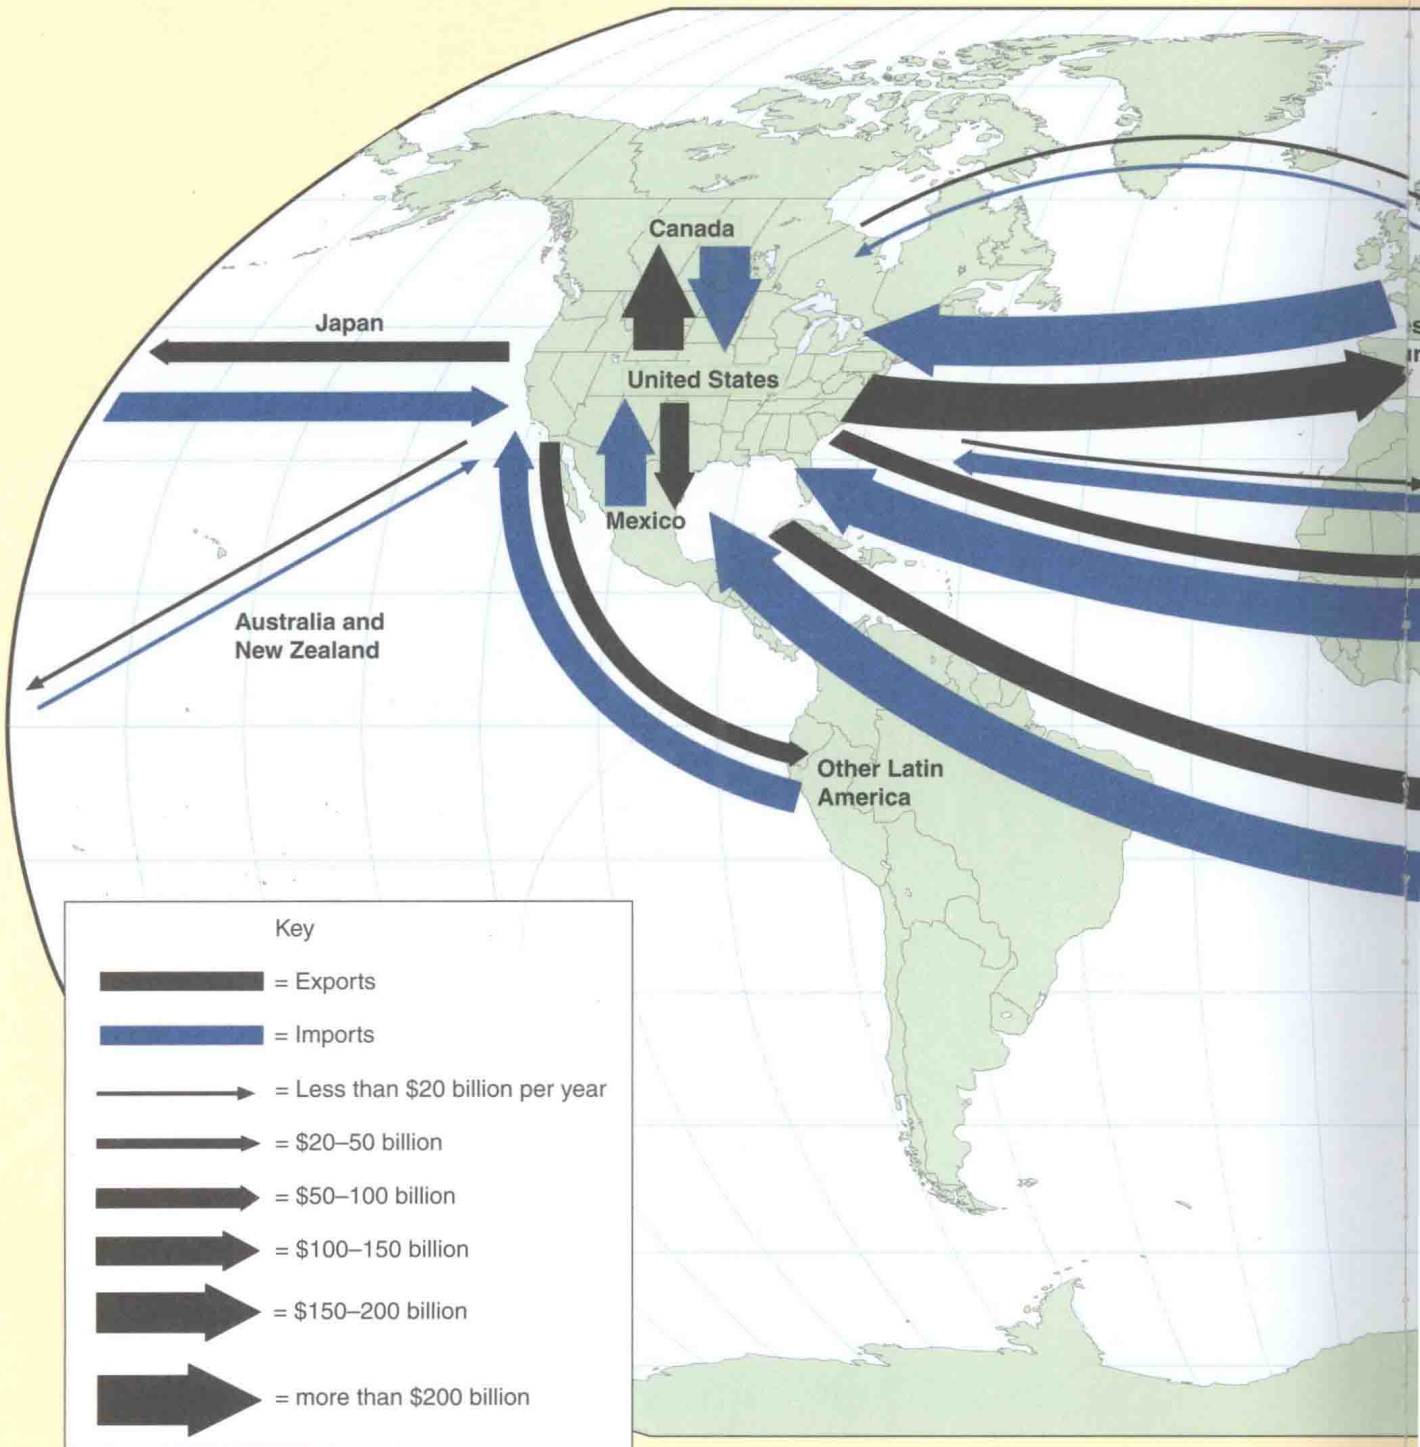 Canada
Japan
United States
Mexico
Australia and
New Zealand
Other Latin
America
Key
= Exports
= Imports
= Less than $20 billion per year
= $20–50 billion
= $50–100 billion
= $100–150 billion
= $150–200 billion
= more than $200 billion